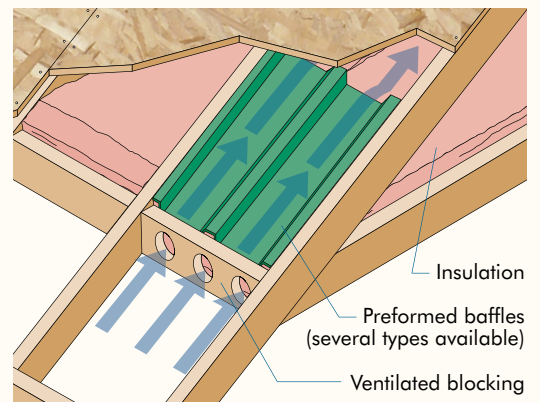 Insulation
Preformed baffles
(several types available)
Ventilated blocking